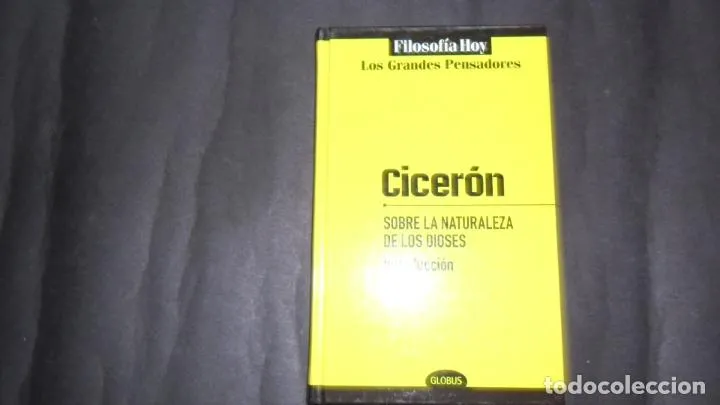 Filosofía Hoy
Los Grandes Pensadores
Cicerón
SOBRE LA NATURALEZA
DE LOS DIOSES
GLOBUS
todocoleccion